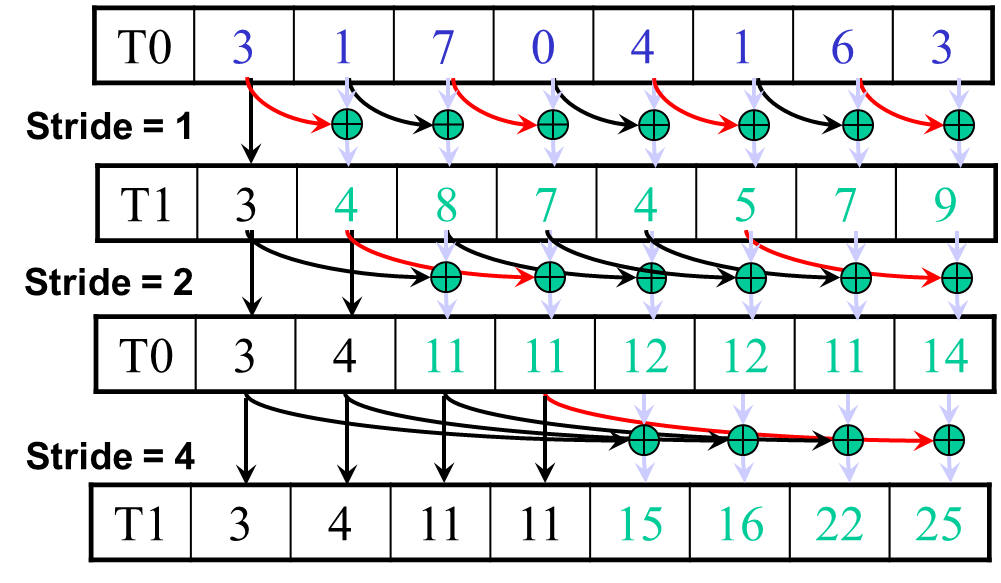 T0 3 1 7 0 4 1 6 3
Stride = 1
T1 3 4 8 7 4 5 7 9
Stride = 2
T0 3 4 11 11 12 12 11 14
Stride = 4
T1 3 4 11 11 15 16 22 25